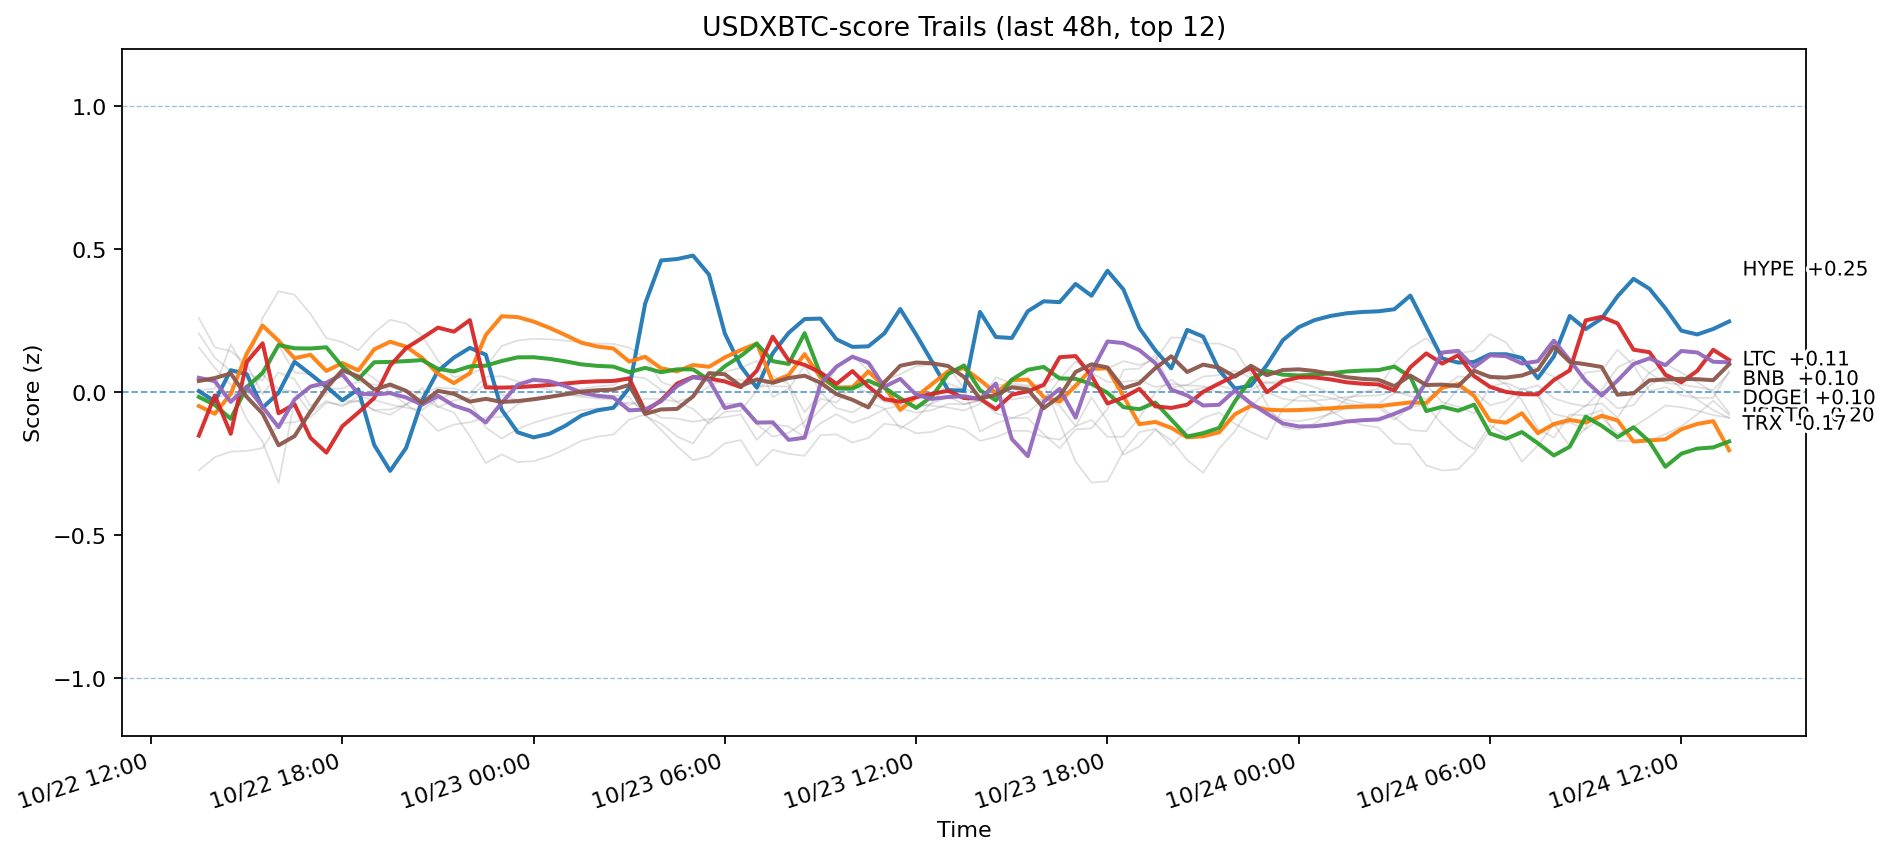 USDXBTC-score Trails (last 48h, top 12)
Score (z)
1.0
0.5
0.0
−0.5
−1.0
HYPE +0.25
LTC +0.11
BNB +0.10
DOGE +0.10
TRX -0.17
10/22 12:00
10/22 18:00
10/23 00:00
10/23 06:00
10/23 12:00
10/23 18:00
10/24 00:00
10/24 06:00
10/24 12:00
Time